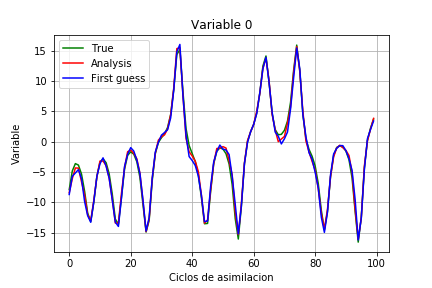 Variable 0
True
Analysis
First guess
15
10
5
0
−5
−10
−15
Variable
0
20
40
60
80
100
Ciclos de asimilacion